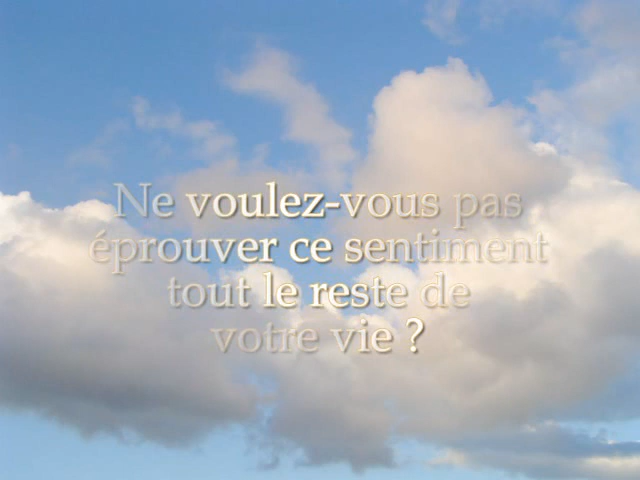 Ne voulez-vous pas
éprouver ce sentiment
tout le reste de
votre vie ?